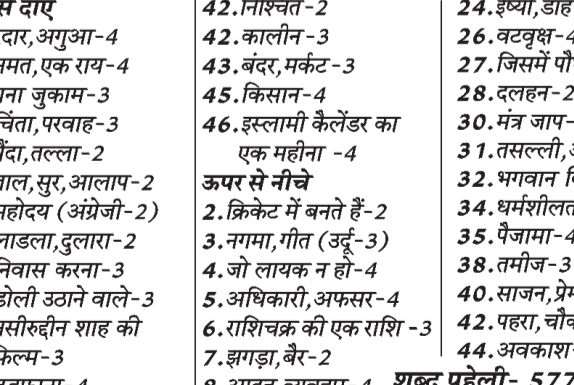 से दाएं
दार,अगुआ-4
मत,एक राय-4
ना जुकाम-3
चिंता,परवाह-3
पेंदा,तल्ला-2
ताल,सुर,आलाप-2
महोदय (अंग्रेजी-2)
लाडला,दुलारा-2
निवास करना-3
डोली उठाने वाले-3
सीरुद्दीन शाह की
फिल्म-3
42.निश्चित-2
42.कालीन-3
43.बंदर,मर्कट-3
45.किसान-4
46.इस्लामी कैलेंडर का
एक महीना -4
ऊपर से नीचे
2.क्रिकेट में बनते हैं-2
3.नगमा,गीत (उर्दू-3)
4.जो लायक न हो-4
5.अधिकारी,अफसर-4
6.राशिचक्र की एक राशि -3
7.झगड़ा,बैर-2
24.ईर्ष्या,डाह
26.वटवृक्ष-4
27.जिसमें पौ
28.दलहन-2
30.मंत्र जाप-
31.तसल्ली,
32.भगवान
34.धर्मशीलत
35.पैजामा-4
38.तमीज-3
40.साजन,प्रेम
42.पहरा,चौ
44.अवकाश-
शब्द पहेली- 577